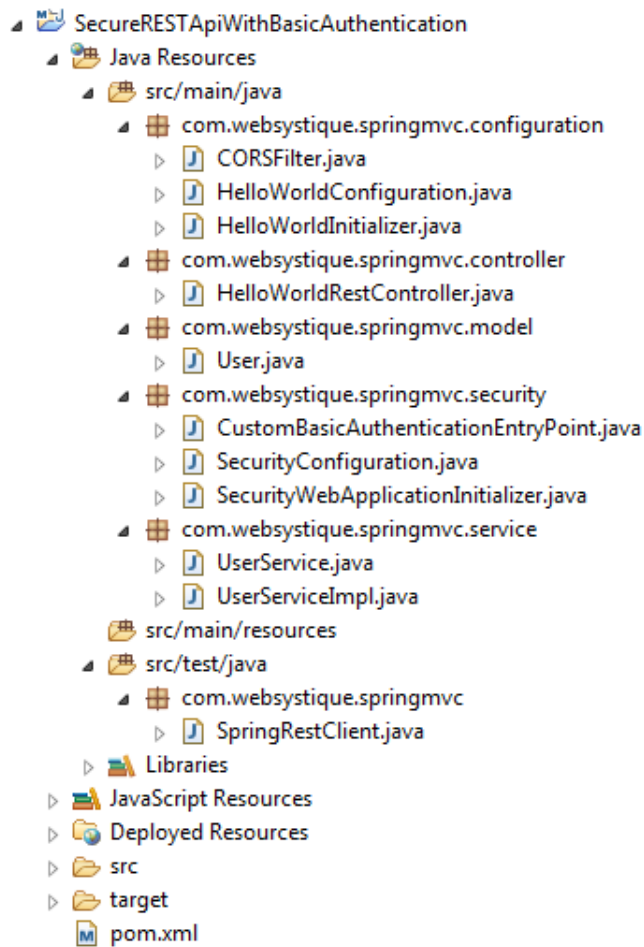 SecureRESTApiWithBasicAuthentication
Java Resources
src/main/java
com.websystique.springmvc.configuration
CORSFilter.java
HelloWorldConfiguration.java
HelloWorldInitializer.java
com.websystique.springmvc.controller
HelloWorldRestController.java
com.websystique.springmvc.model
User.java
com.websystique.springmvc.security
CustomBasicAuthenticationEntryPoint.java
SecurityConfiguration.java
SecurityWebApplicationInitializer.java
com.websystique.springmvc.service
UserService.java
UserServiceImpl.java
src/main/resources
src/test/java
com.websystique.springmvc
SpringRestClient.java
Libraries
JavaScript Resources
Deployed Resources
src
target
pom.xml